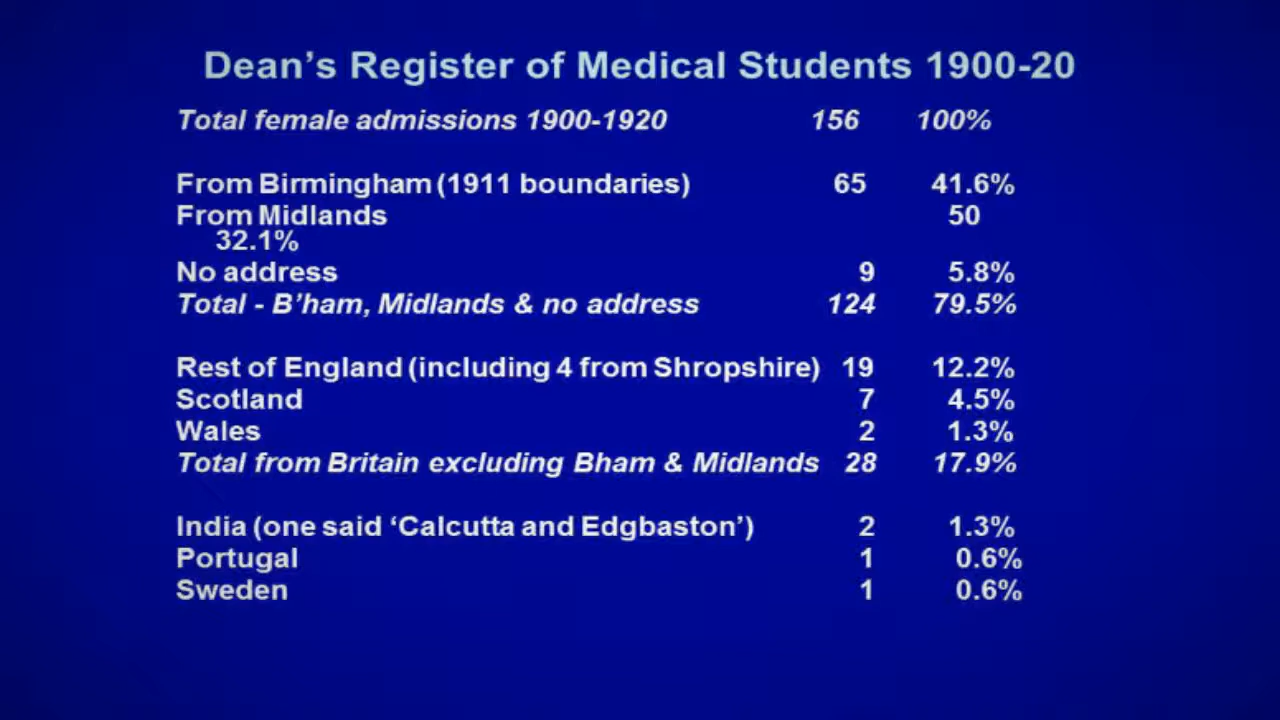 Dean’s Register of Medical Students 1900-20
Total female admissions 1900-1920 156 100%
From Birmingham (1911 boundaries) 65 41.6%
From Midlands 50
32.1%
No address 9 5.8%
Total - B’ham, Midlands & no address 124 79.5%
Rest of England (including 4 from Shropshire) 19 12.2%
Scotland 7 4.5%
Wales 2 1.3%
Total from Britain excluding Bham & Midlands 28 17.9%
India (one said ‘Calcutta and Edgbaston’) 2 1.3%
Portugal 1 0.6%
Sweden 1 0.6%